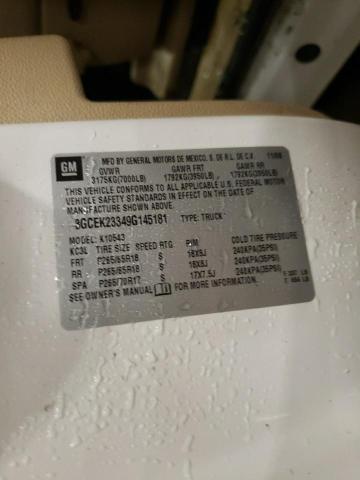 GM
MFD BY GENERAL MOTORS DE MEXICO, S. DE R.L. DE C.V. 11/08
GVWR GAWR FRT GAWR RR
3175KG(7000LB) 1792KG(3950LB) 1792KG(3950LB)
THIS VEHICLE CONFORMS TO ALL APPLICABLE U.S. FEDERAL MOTOR
VEHICLE SAFETY STANDARDS IN EFFECT ON THE DATE OF
MANUFACTURE SHOWN ABOVE.
3GCEK23349G145181 TYPE: TRUCK
MODEL: K10543
KC3L TIRE SIZE SPEED RTG RIM COLD TIRE PRESSURE
FRT P265/65R18 S 18X8J 240KPA(35PSI)
RR P265/65R18 S 18X8J 240KPA(35PSI)
SPA P265/70R17 S 17X7.5J 240KPA(35PSI)
SEE OWNER'S MANUAL FOR MORE INFORMATION.